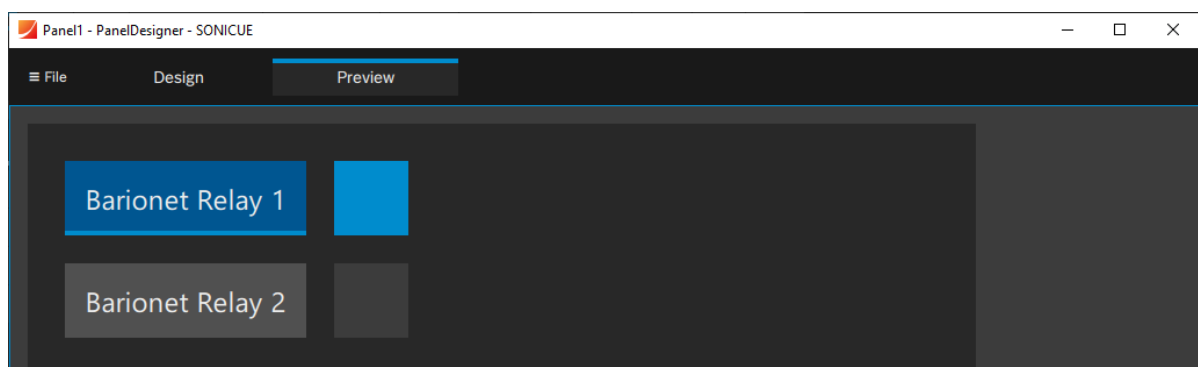 Panel1 - PanelDesigner - SONICUE
≡ File Design Preview
Barionet Relay 1
Barionet Relay 2